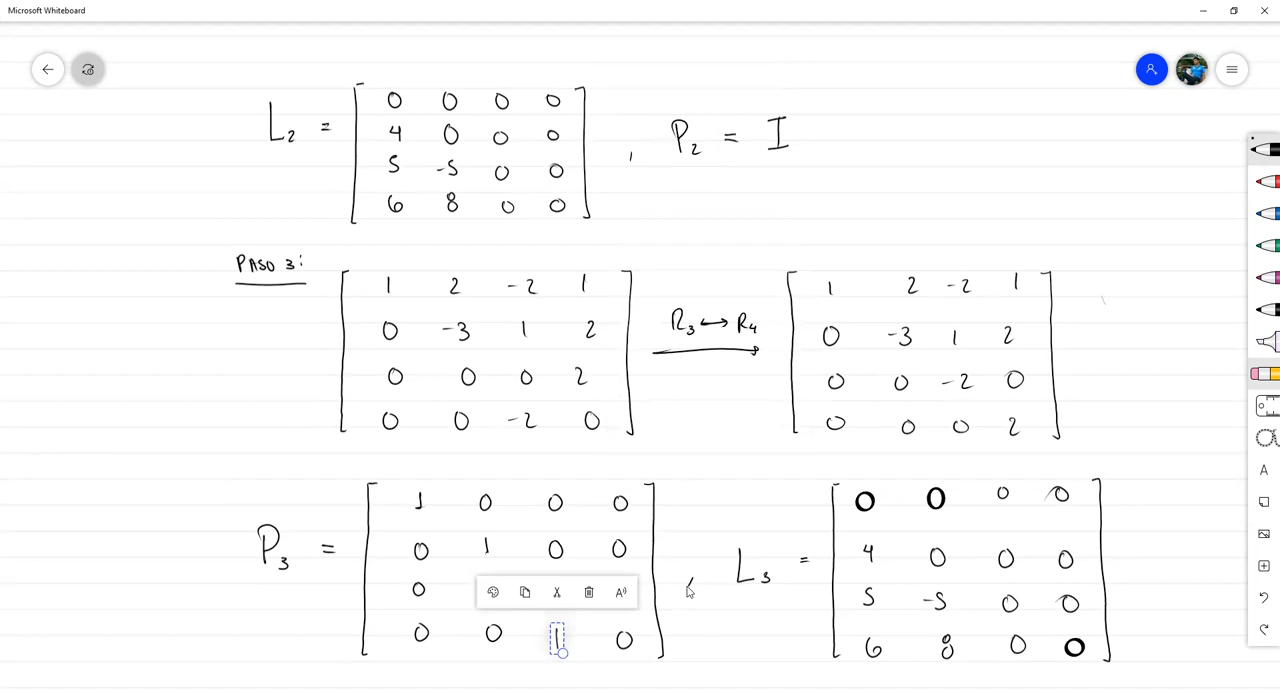 Microsoft Whiteboard
L₂ = [ 0 0 0 0
4 0 0 0
5 -5 0 0
6 8 0 0 ] , P₂ = I
PASO 3:
[ 1 2 -2 1
0 -3 1 2
0 0 0 2
0 0 -2 0 ]
R₃ ↔ R₄
[ 1 2 -2 1
0 -3 1 2
0 0 -2 0
0 0 0 2 ]
P₃ = [ 1 0 0 0
0 1 0 0
0
0 0 1 0 ] ,
L₃ = [ 0 0 0 0
4 0 0 0
5 -5 0 0
6 8 0 0 ]
A